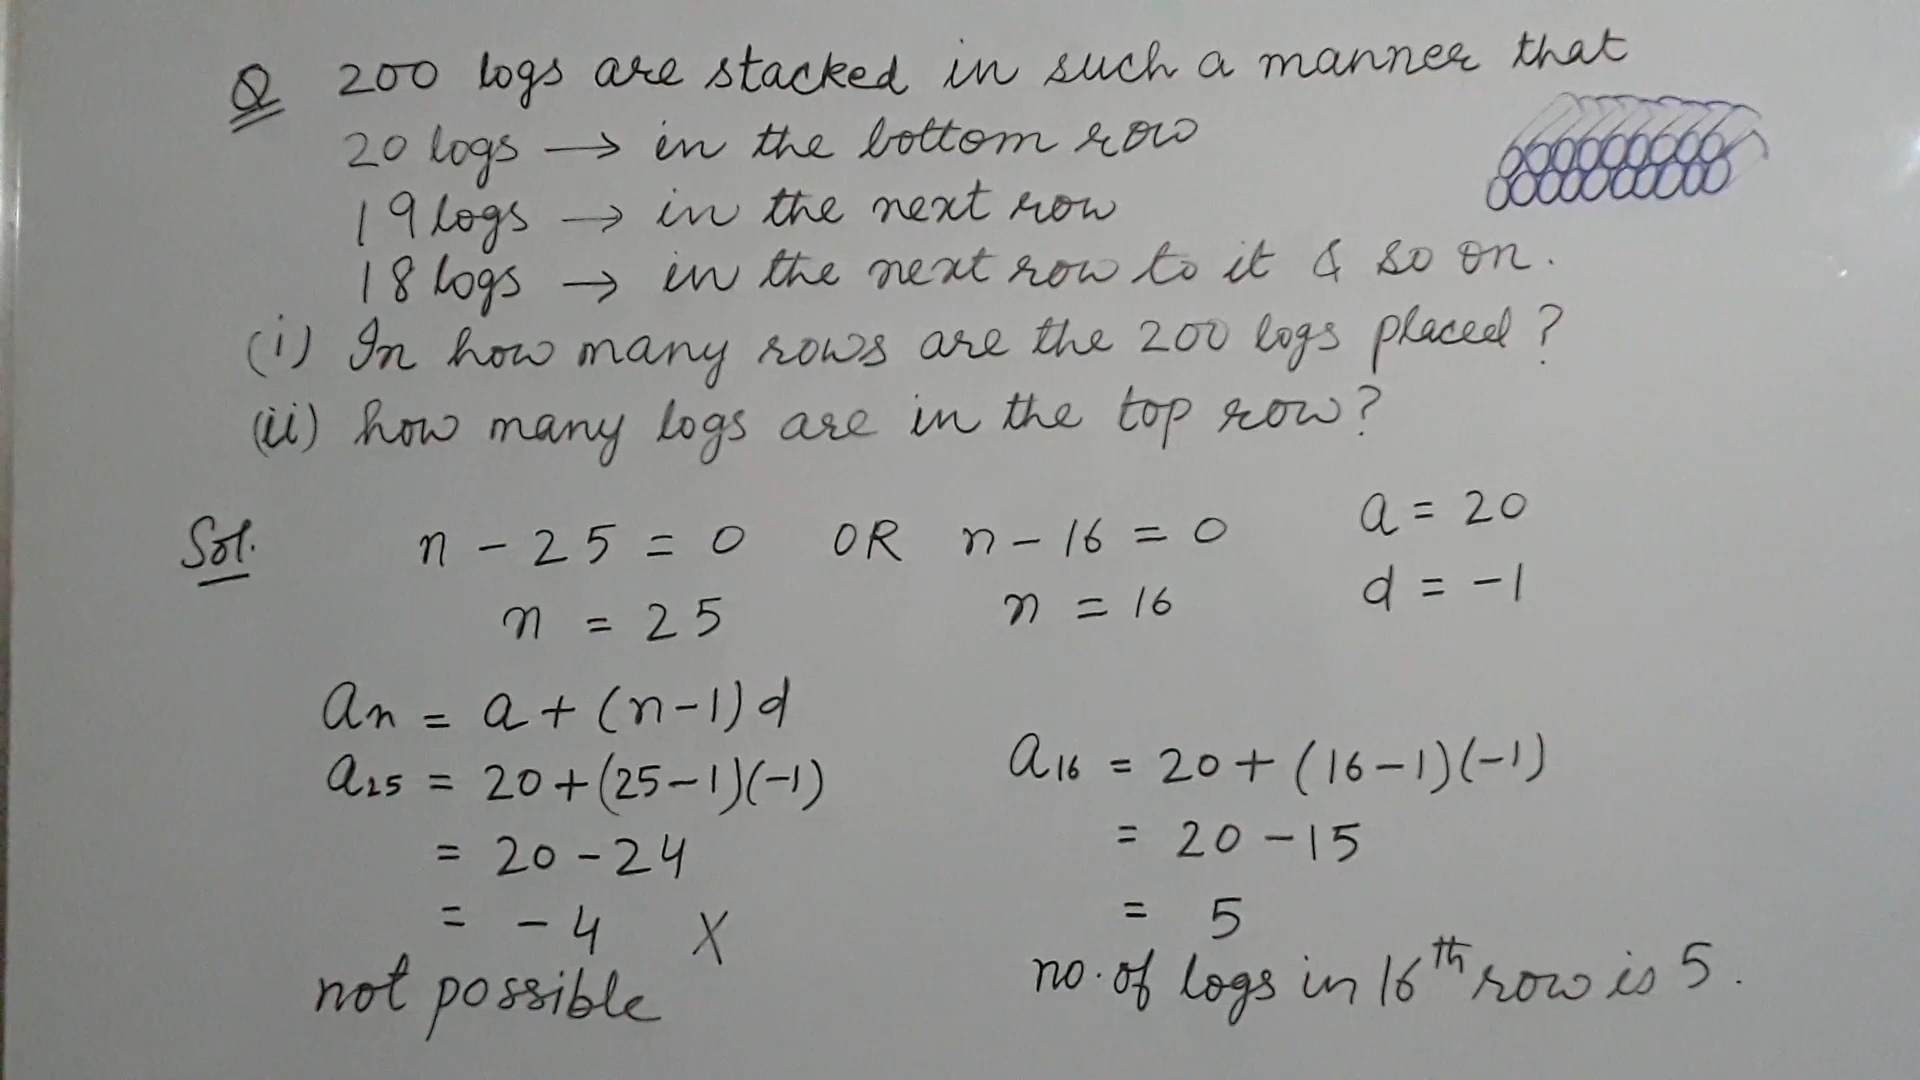 Q 200 logs are stacked in such a manner that
20 logs → in the bottom row
19 logs → in the next row
18 logs → in the next row to it & so on.
(i) In how many rows are the 200 logs placed?
(ii) how many logs are in the top row?
Sol. n - 25 = 0 OR n - 16 = 0 a = 20
n = 25 n = 16 d = -1
an = a + (n-1)d
a25 = 20 + (25-1)(-1) a16 = 20 + (16-1)(-1)
= 20 - 24 = 20 - 15
= -4 X = 5
not possible no. of logs in 16th row is 5.